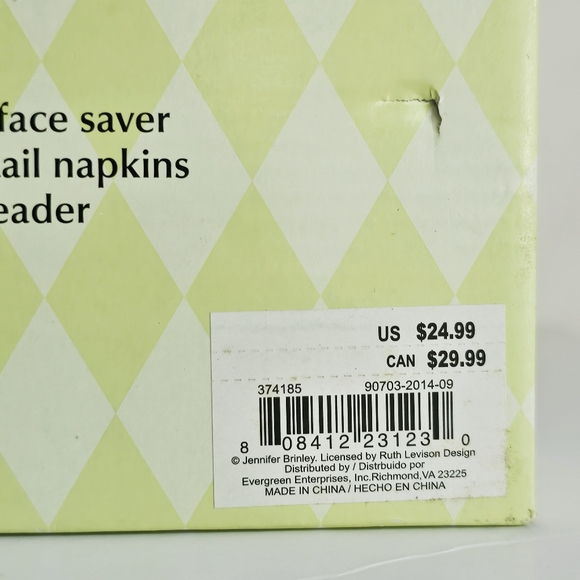 face saver
ail napkins
eader
US $24.99
CAN $29.99
374185 90703-2014-09
8 08412 23123 0
© Jennifer Brinley. Licensed by Ruth Levison Design
Distributed by / Distrbuido por
Evergreen Enterprises, Inc.Richmond,VA 23225
MADE IN CHINA / HECHO EN CHINA